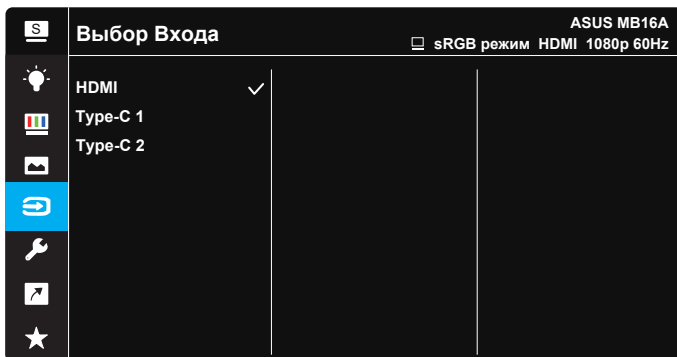 S
Выбор Входа
ASUS MB16A
sRGB режим HDMI 1080p 60Hz
HDMI
Type-C 1
Type-C 2